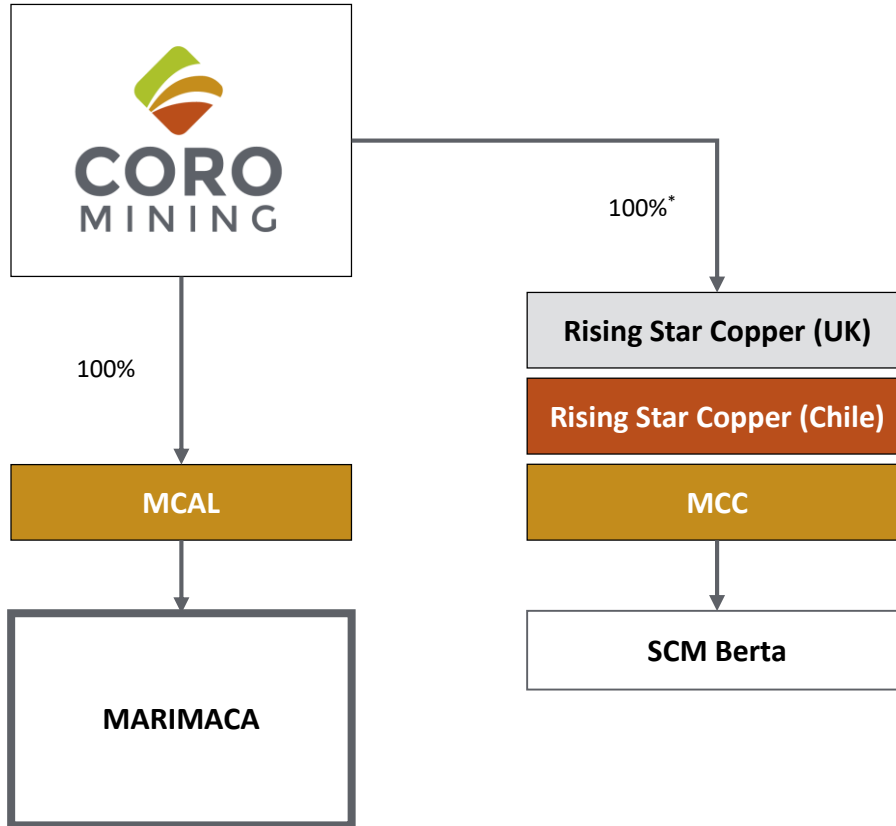 CORO
MINING
100%*
100%
Rising Star Copper (UK)
Rising Star Copper (Chile)
MCAL
MCC
SCM Berta
MARIMACA